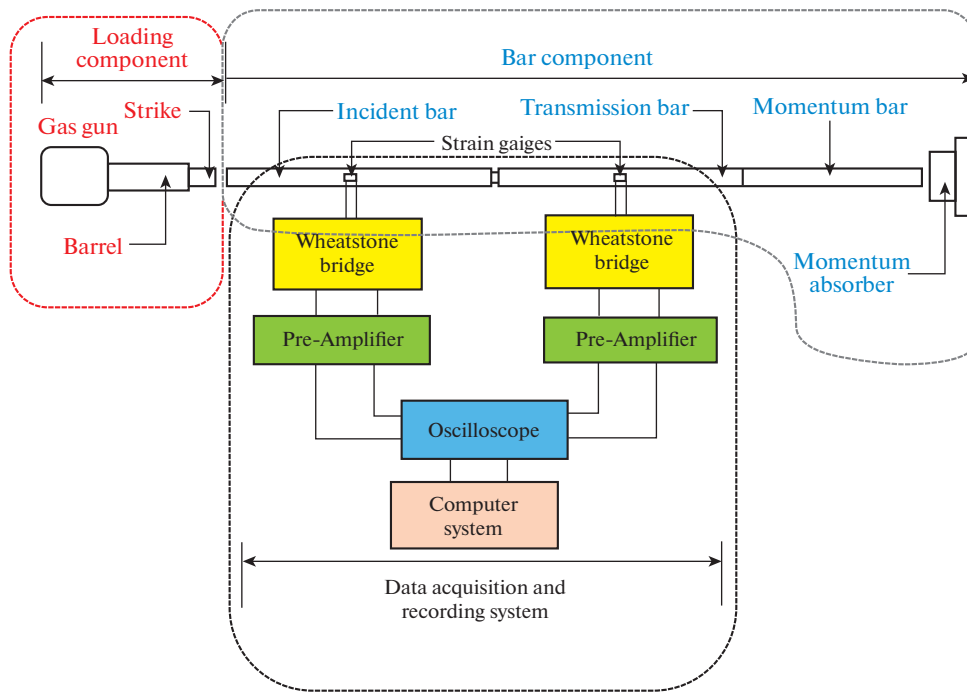 Loading
component
Bar component
Strike
Incident bar
Transmission bar
Momentum bar
Gas gun
Strain gaiges
Barrel
Wheatstone
bridge
Wheatstone
bridge
Momentum
absorber
Pre-Amplifier
Pre-Amplifier
Oscilloscope
Computer
system
Data acquisition and
recording system